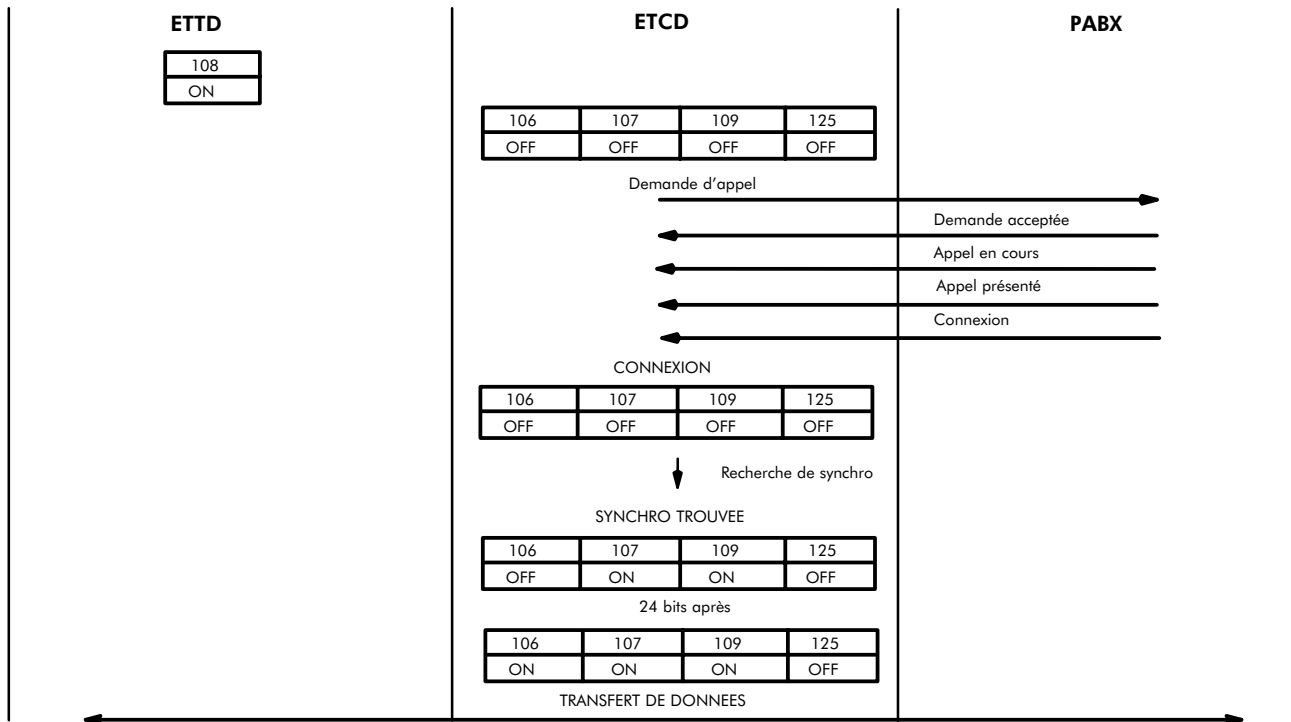 ETTD ETCD PABX
108
ON
106 107 109 125
OFF OFF OFF OFF
Demande d'appel
Demande acceptée
Appel en cours
Appel présenté
Connexion
CONNEXION
106 107 109 125
OFF OFF OFF OFF
Recherche de synchro
SYNCHRO TROUVEE
106 107 109 125
OFF ON ON OFF
24 bits après
106 107 109 125
ON ON ON OFF
TRANSFERT DE DONNEES